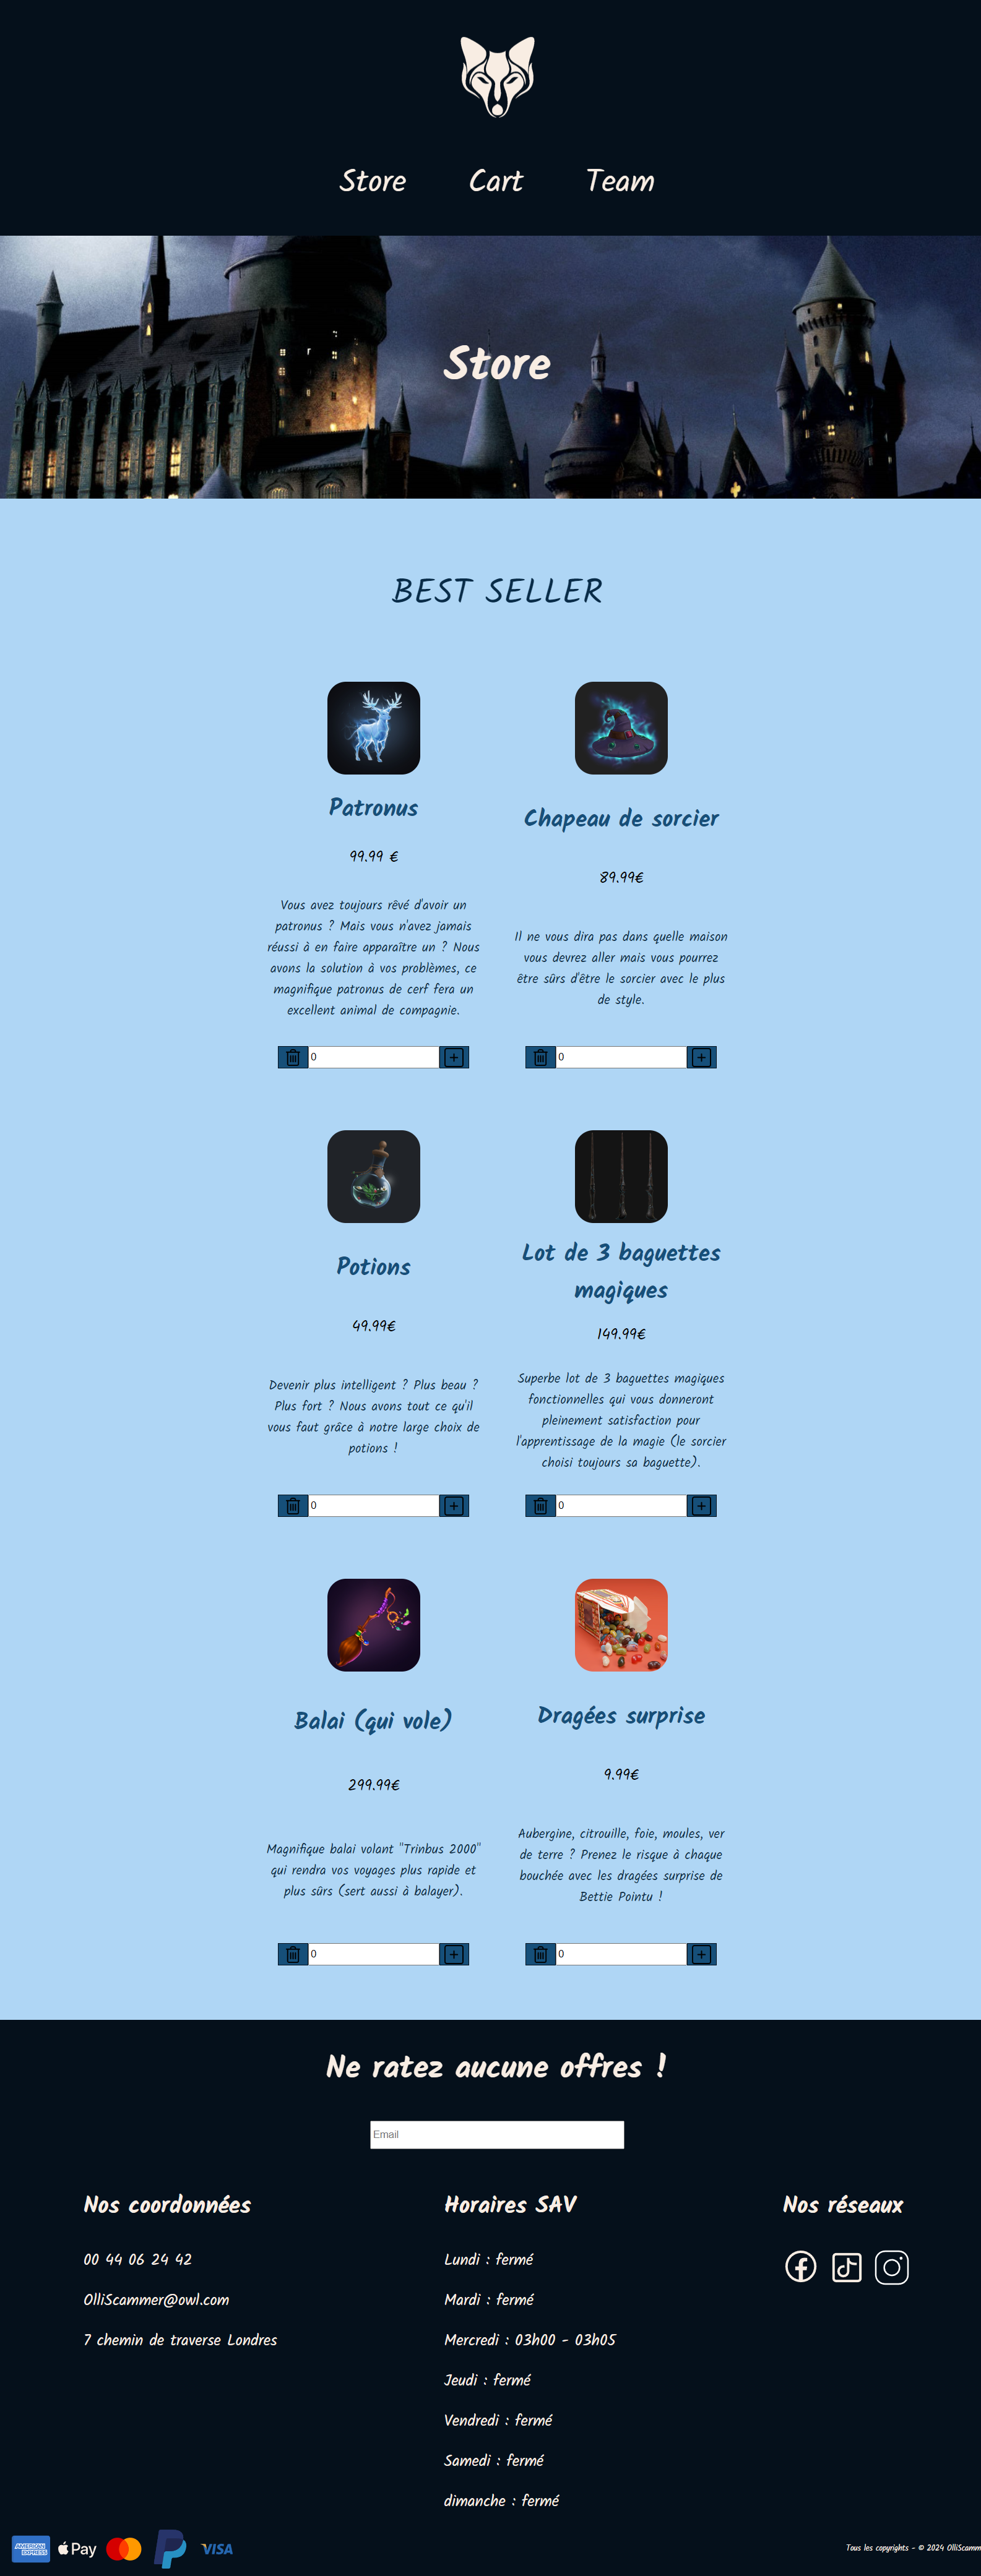 Store Cart Team
Store
BEST SELLER
Patronus
99.99 €
Vous avez toujours rêvé d'avoir un
patronus ? Mais vous n'avez jamais
réussi à en faire apparaître un ? Nous
avons la solution à vos problèmes, ce
magnifique patronus de cerf fera un
excellent animal de compagnie.
0
Chapeau de sorcier
89.99€
Il ne vous dira pas dans quelle maison
vous devrez aller mais vous pourrez
être sûrs d'être le sorcier avec le plus
de style.
0
Potions
49.99€
Devenir plus intelligent ? Plus beau ?
Plus fort ? Nous avons tout ce qu'il
vous faut grâce à notre large choix de
potions !
0
Lot de 3 baguettes
magiques
149.99€
Superbe lot de 3 baguettes magiques
fonctionnelles qui vous donneront
pleinement satisfaction pour
l'apprentissage de la magie (le sorcier
choisi toujours sa baguette).
0
Balai (qui vole)
299.99€
Magnifique balai volant "Trinbus 2000"
qui rendra vos voyages plus rapide et
plus sûrs (sert aussi à balayer).
0
Dragées surprise
9.99€
Aubergine, citrouille, foie, moules, ver
de terre ? Prenez le risque à chaque
bouchée avec les dragées surprise de
Bettie Pointu !
0
Ne ratez aucune offres !
Email
Nos coordonnées
00 44 06 24 42
OlliScammer@owl.com
7 chemin de traverse Londres
Horaires SAV
Lundi : fermé
Mardi : fermé
Mercredi : 03h00 - 03h05
Jeudi : fermé
Vendredi : fermé
Samedi : fermé
dimanche : fermé
Nos réseaux
AMERICAN
EXPRESS
Pay
VISA
Tous les copyrights - © 2024 OlliScamm